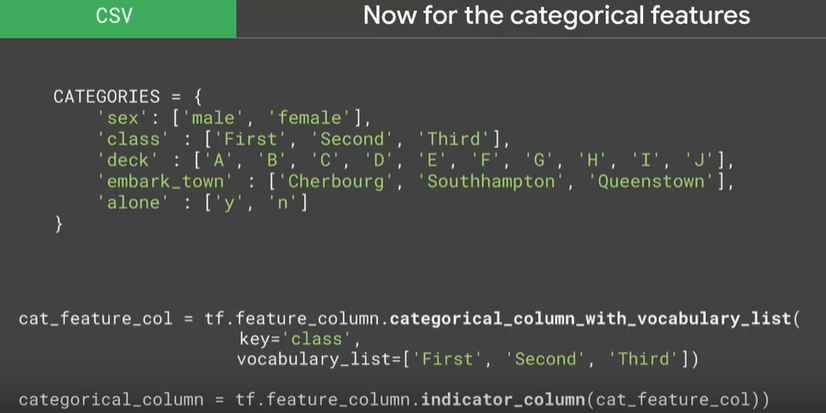 CSV
Now for the categorical features
CATEGORIES = {
'sex': ['male', 'female'],
'class' : ['First', 'Second', 'Third'],
'deck' : ['A', 'B', 'C', 'D', 'E', 'F', 'G', 'H', 'I', 'J'],
'embark_town' : ['Cherbourg', 'Southhampton', 'Queenstown'],
'alone' : ['y', 'n']
}
cat_feature_col = tf.feature_column.categorical_column_with_vocabulary_list(
key='class',
vocabulary_list=['First', 'Second', 'Third'])
categorical_column = tf.feature_column.indicator_column(cat_feature_col))